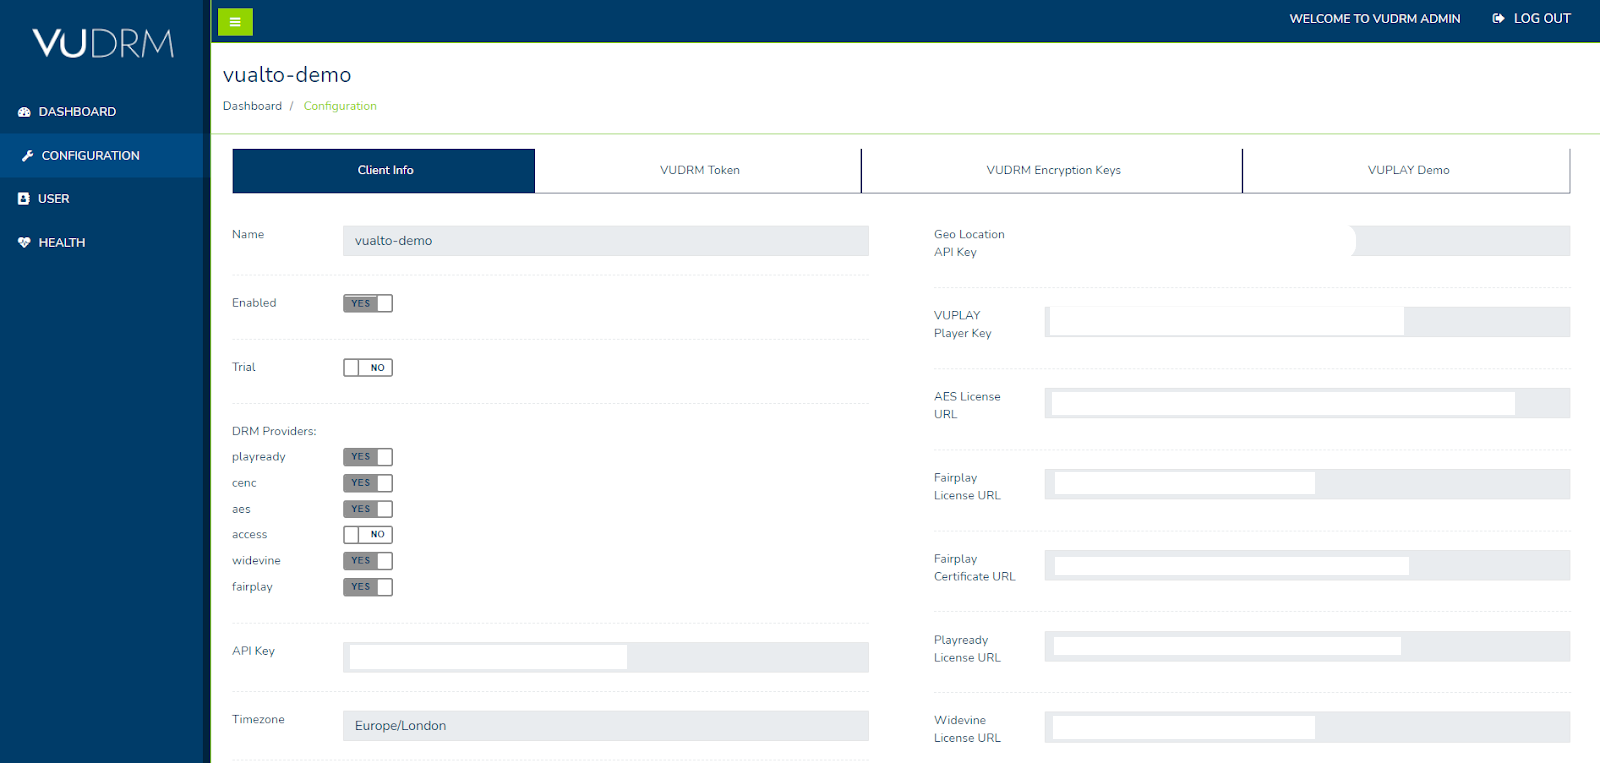 VUDRM
WELCOME TO VUDRM ADMIN
LOG OUT
DASHBOARD
CONFIGURATION
USER
HEALTH
vualto-demo
Dashboard / Configuration
Client Info
VUDRM Token
VUDRM Encryption Keys
VUPLAY Demo
Name
vualto-demo
Enabled
YES
Trial
NO
DRM Providers:
playready
YES
cenc
YES
aes
YES
access
NO
widevine
YES
fairplay
YES
API Key
Timezone
Europe/London
Geo Location
API Key
VUPLAY
Player Key
AES License
URL
Fairplay
License URL
Fairplay
Certificate URL
Playready
License URL
Widevine
License URL